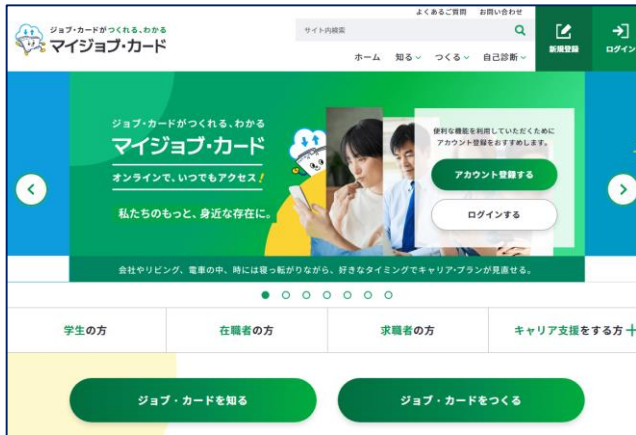 よくあるご質問 お問い合わせ
ジョブ・カードがつくれる、わかる
マイジョブ・カード
サイト内検索
新規登録
ログイン
ホーム 知る つくる 自己診断
ジョブ・カードがつくれる、わかる
マイジョブ・カード
オンラインで、いつでもアクセス!
私たちのもっと、身近な存在に。
便利な機能を利用していただくために
アカウント登録をおすすめします。
アカウント登録する
ログインする
会社やリビング、電車の中、時には寝っ転がりながら、好きなタイミングでキャリア・プランが見直せる。
学生の方 在職者の方 求職者の方 キャリア支援をする方
ジョブ・カードを知る ジョブ・カードをつくる